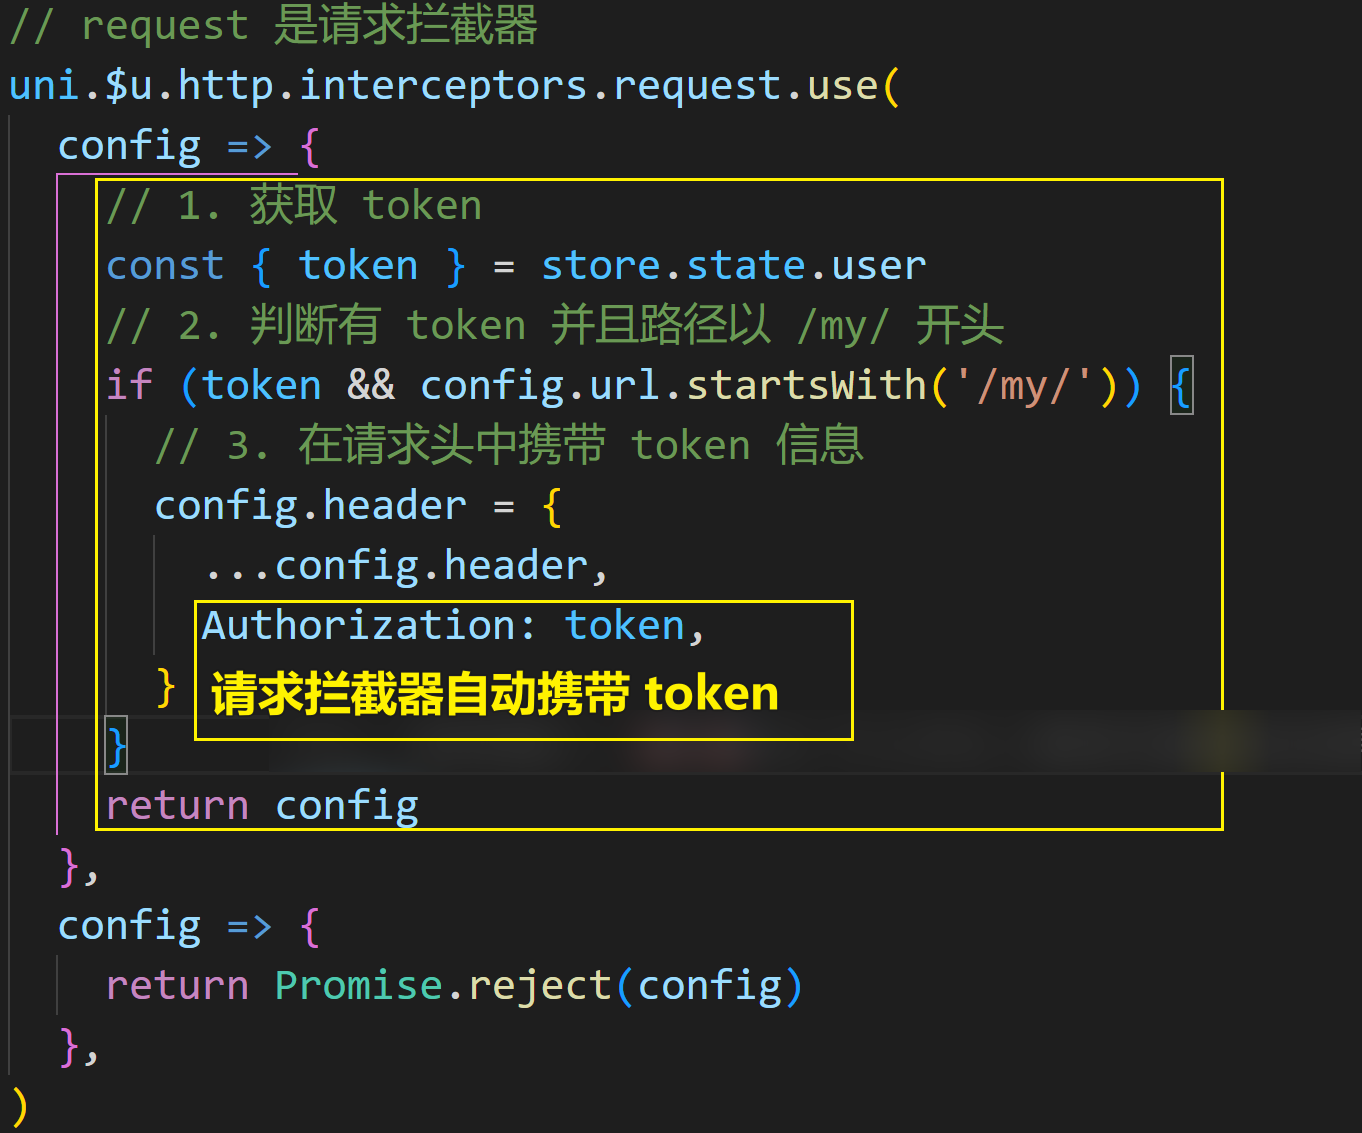 // request 是请求拦截器
uni.$u.http.interceptors.request.use(
config => {
// 1. 获取 token
const { token } = store.state.user
// 2. 判断有 token 并且路径以 /my/ 开头
if (token && config.url.startsWith('/my/')) {
// 3. 在请求头中携带 token 信息
config.header = {
...config.header,
Authorization: token,
}
请求拦截器自动携带 token
}
return config
},
config => {
return Promise.reject(config)
},
)